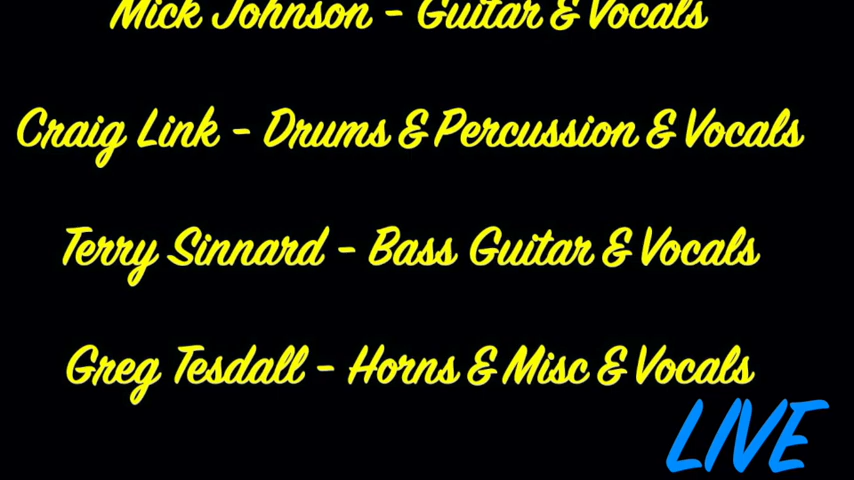 Mick Johnson - Guitar & Vocals
Craig Link - Drums & Percussion & Vocals
Terry Sinnard - Bass Guitar & Vocals
Greg Tesdall - Horns & Misc & Vocals
LIVE